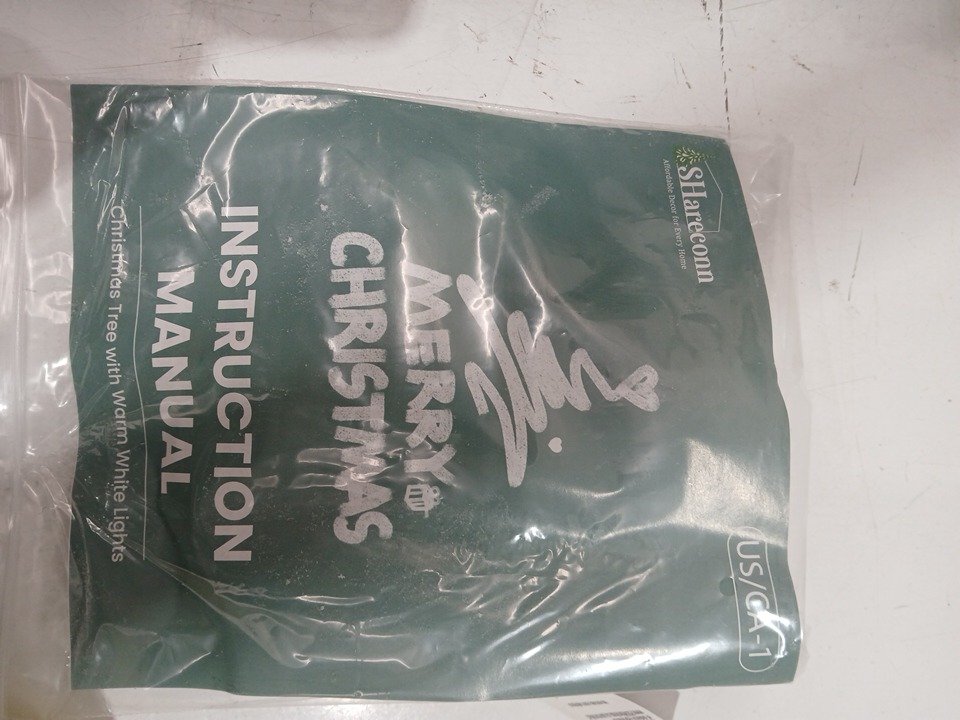 SHareconn
Affordable Decor for Every Home
US/CA-1
MERRY
CHRISTMAS
INSTRUCTION
MANUAL
Christmas Tree with Warm White Lights